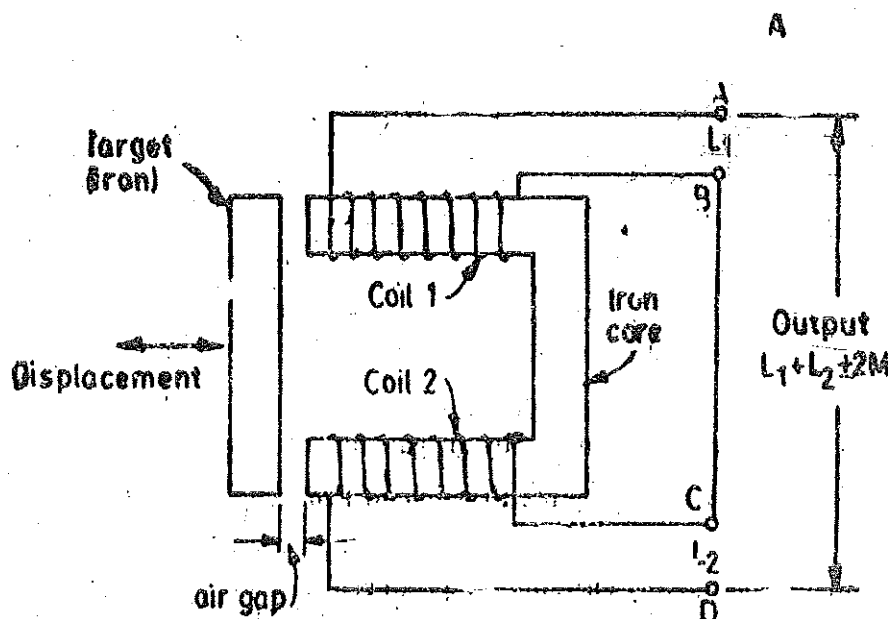 A
L1
B
Target
(iron)
Coil 1
Iron
core
Output
L1+L2±2M
Displacement
Coil 2
C
L2
D
air gap